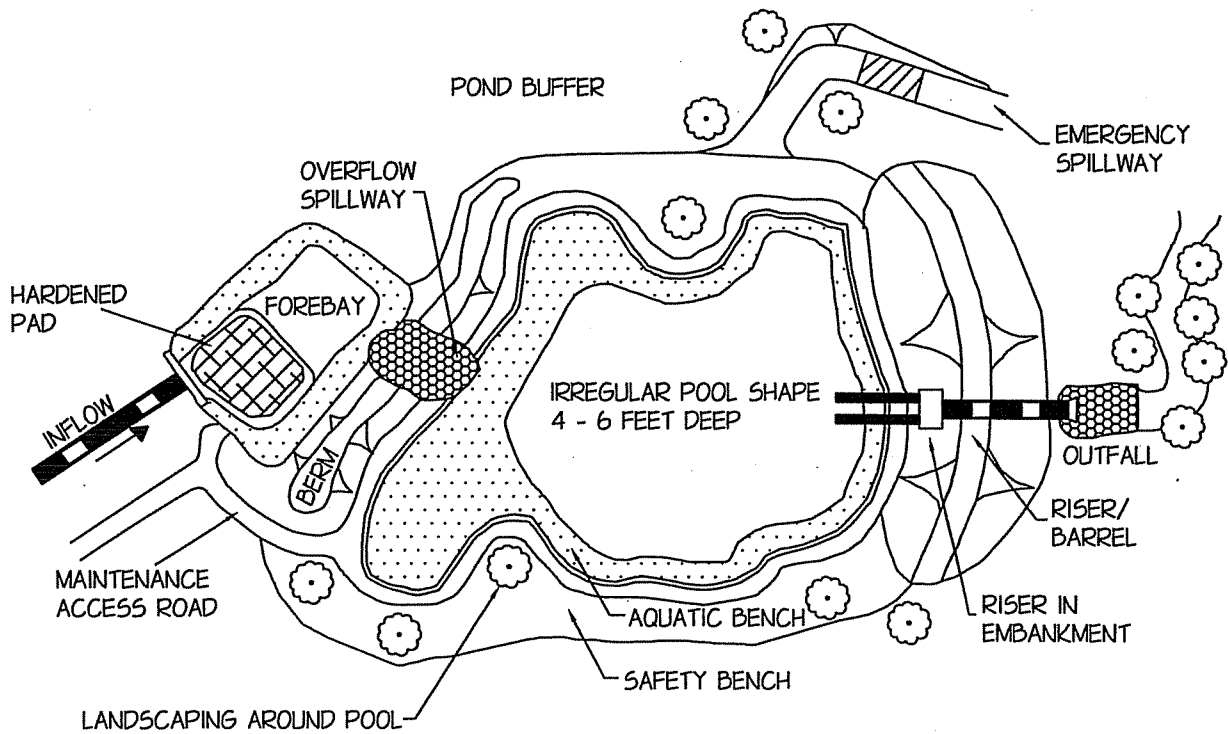 POND BUFFER
EMERGENCY
SPILLWAY
OVERFLOW
SPILLWAY
HARDENED
PAD
FOREBAY
INFLOW
BERM
IRREGULAR POOL SHAPE
4 - 6 FEET DEEP
OUTFALL
RISER/
BARREL
MAINTENANCE
ACCESS ROAD
AQUATIC BENCH
RISER IN
EMBANKMENT
SAFETY BENCH
LANDSCAPING AROUND POOL